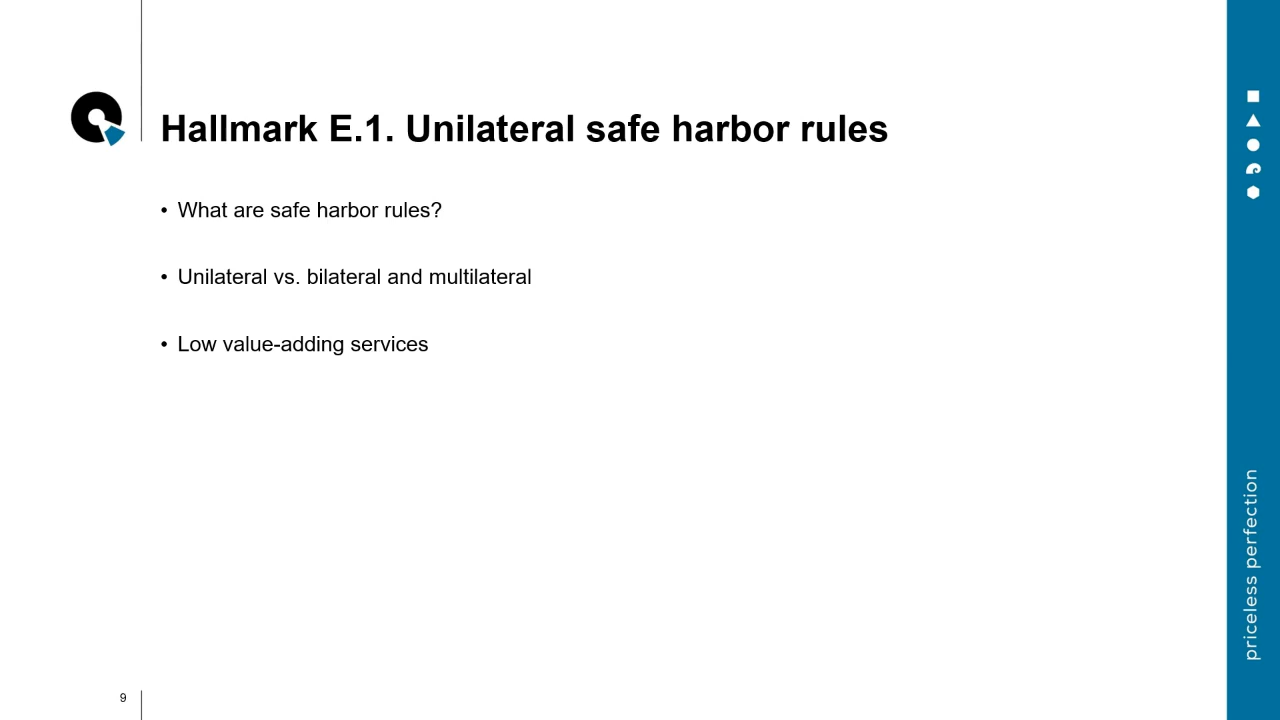 Hallmark E.1. Unilateral safe harbor rules
• What are safe harbor rules?
• Unilateral vs. bilateral and multilateral
• Low value-adding services
priceless perfection
9